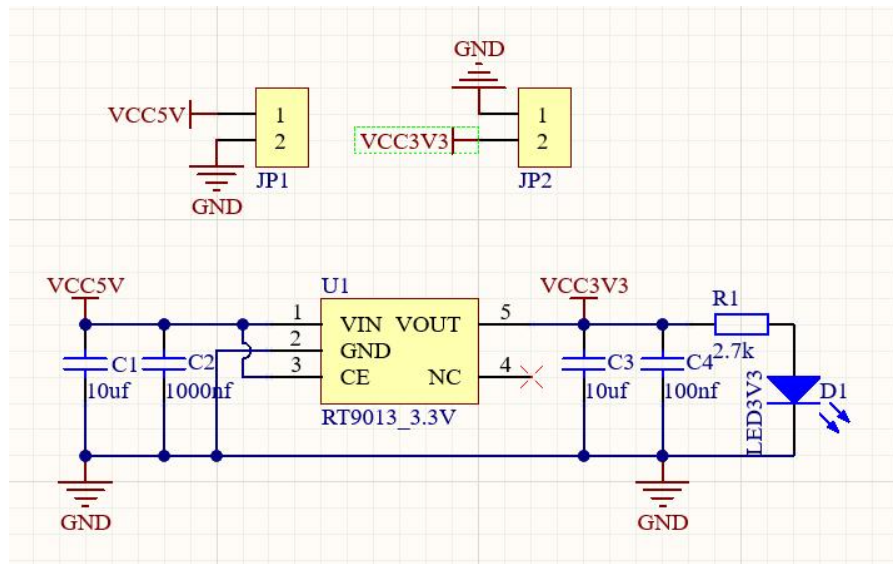 GND
VCC5V
1
2
JP1
GND
VCC3V3
1
2
JP2
VCC5V
U1
VCC3V3
R1
1
VIN
VOUT
5
2
GND
3
CE
NC
4
2.7k
C1
C2
C3
C4
10uf
1000nf
10uf
100nf
RT9013_3.3V
LED3V3
D1
GND
GND